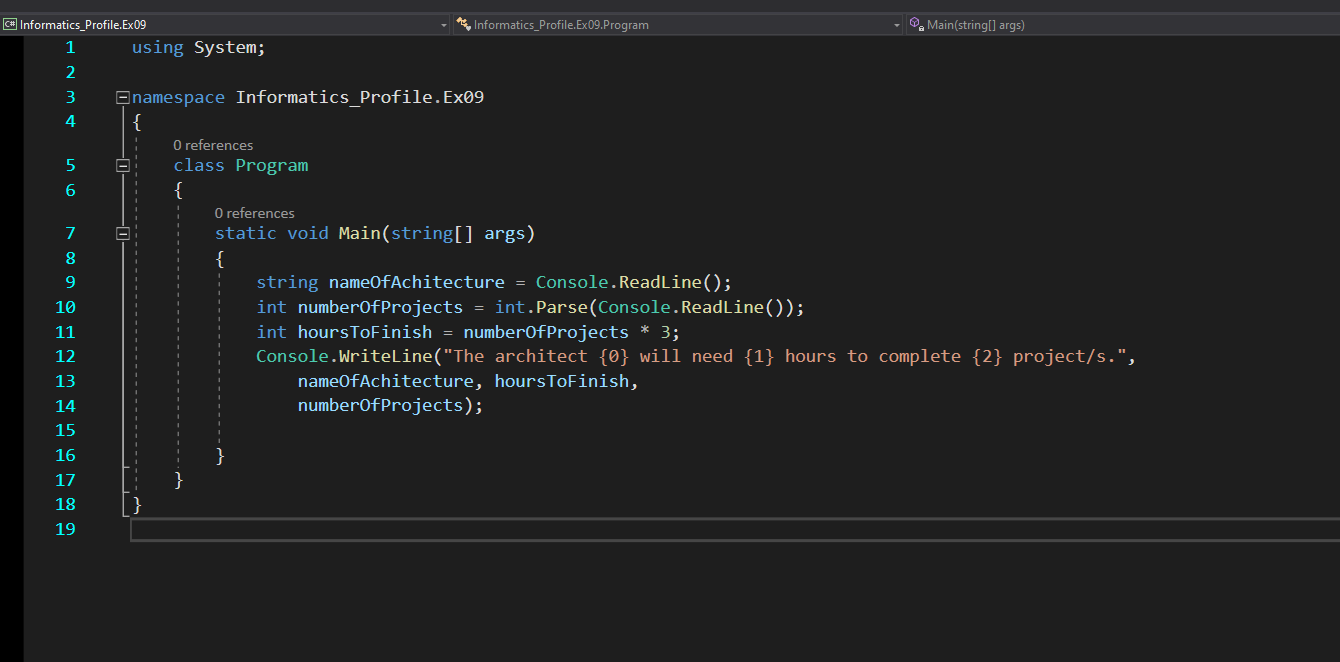 C# Informatics_Profile.Ex09 Informatics_Profile.Ex09.Program Main(string[] args)
1 using System;
2
3 namespace Informatics_Profile.Ex09
4 {
0 references
5 class Program
6 {
0 references
7 static void Main(string[] args)
8 {
9 string nameOfAchitecture = Console.ReadLine();
10 int numberOfProjects = int.Parse(Console.ReadLine());
11 int hoursToFinish = numberOfProjects * 3;
12 Console.WriteLine("The architect {0} will need {1} hours to complete {2} project/s.",
13 nameOfAchitecture, hoursToFinish,
14 numberOfProjects);
15
16 }
17 }
18 }
19